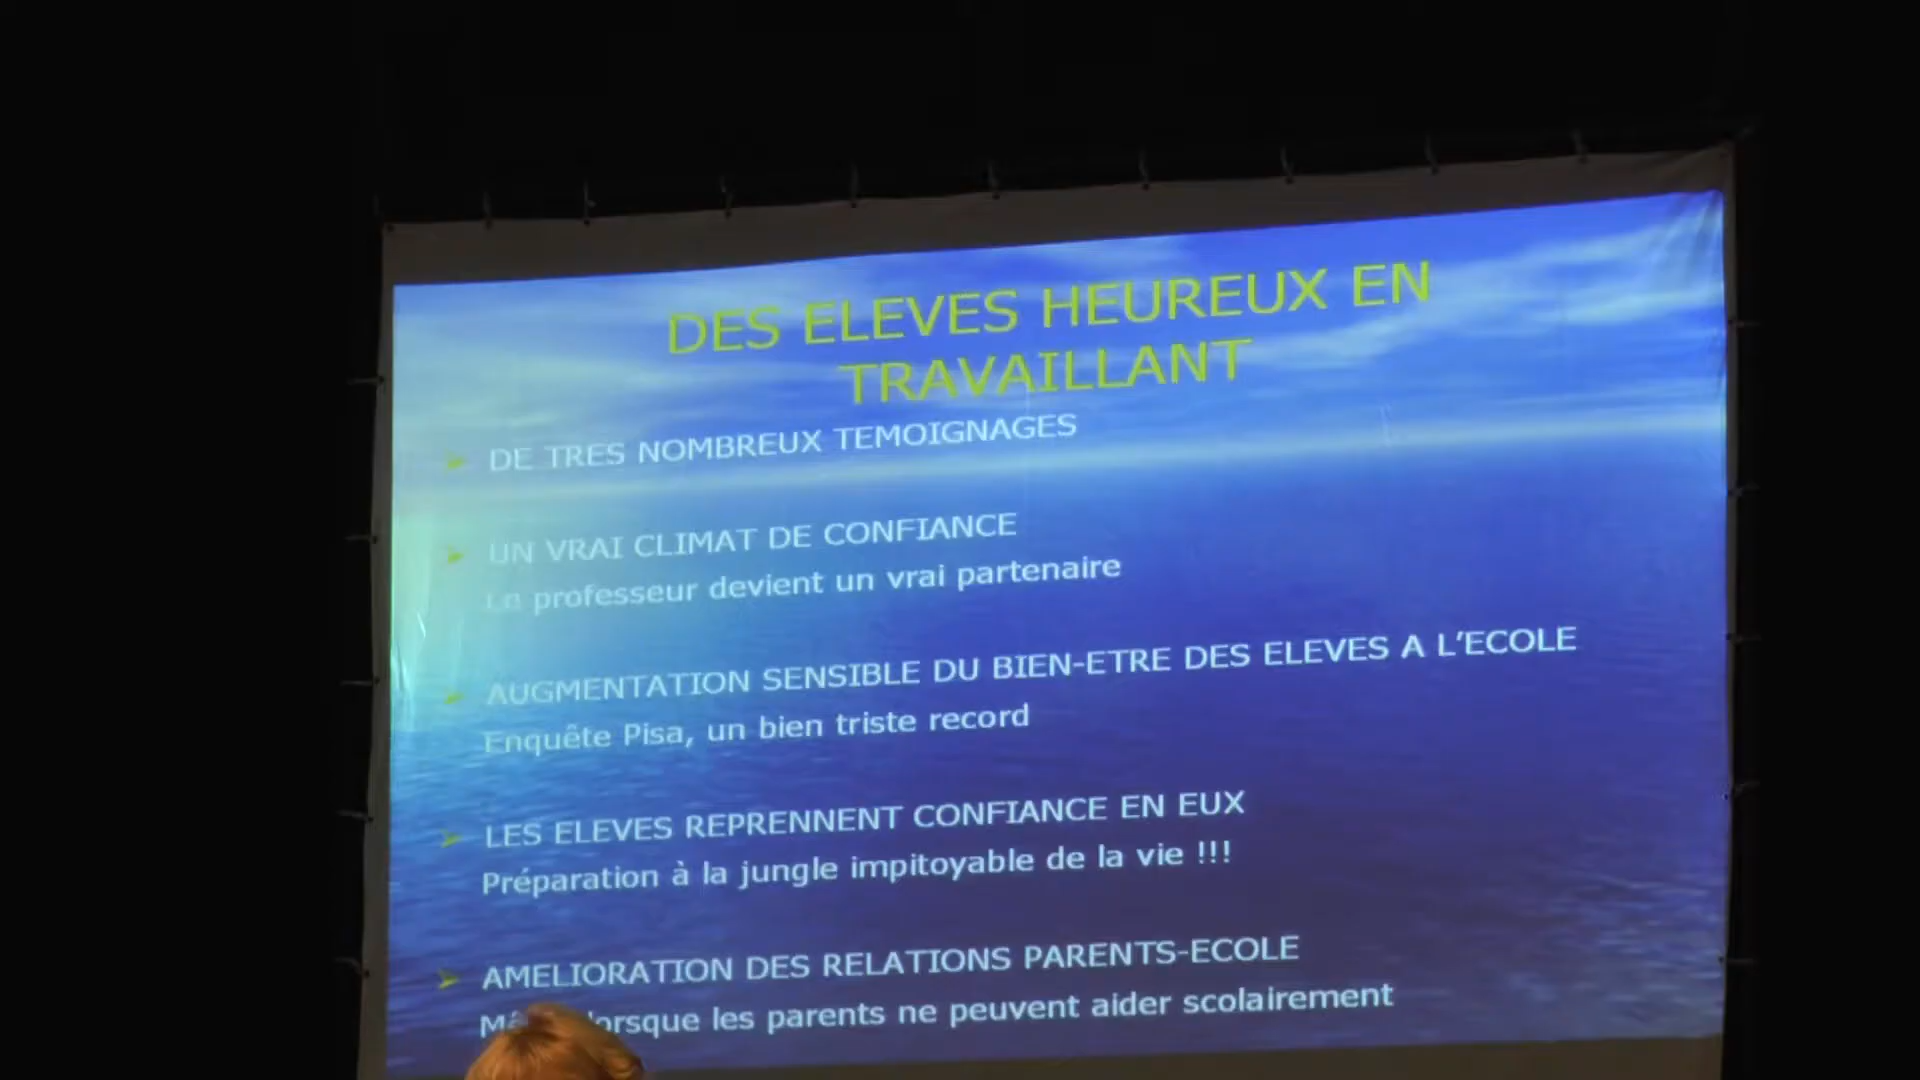 DES ELEVES HEUREUX EN
TRAVAILLANT
DE TRES NOMBREUX TEMOIGNAGES
UN VRAI CLIMAT DE CONFIANCE
Le professeur devient un vrai partenaire
AUGMENTATION SENSIBLE DU BIEN-ETRE DES ELEVES A L'ECOLE
Enquête Pisa, un bien triste record
LES ELEVES REPRENNENT CONFIANCE EN EUX
Préparation à la jungle impitoyable de la vie !!!
AMELIORATION DES RELATIONS PARENTS-ECOLE
lorsque les parents ne peuvent aider scolairement